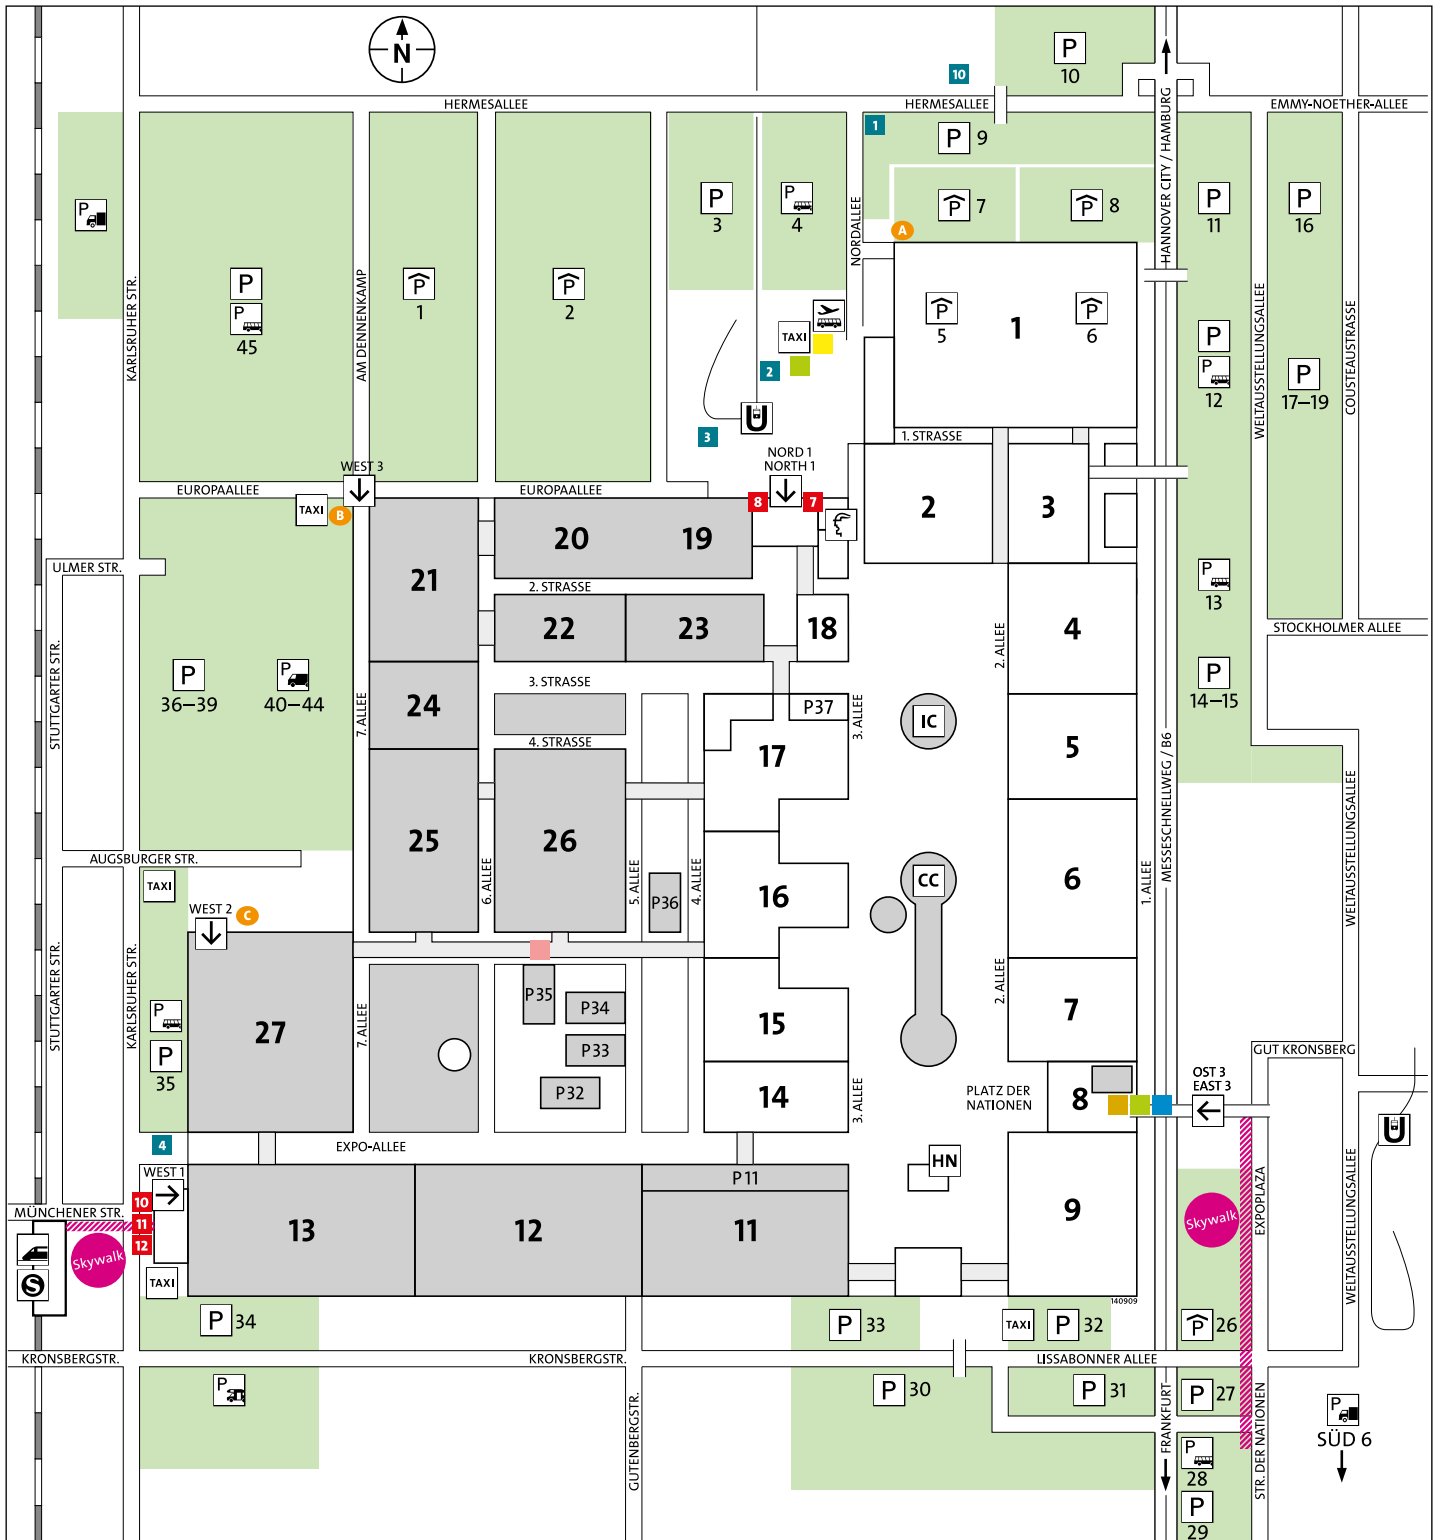 N
P
10
10
HERMESALLEE
HERMESALLEE
EMMY-NOETHER-ALLEE
1
P
9
HANNOVER CITY / HAMBURG
P
P
3
P
4
P
7
P
8
P
11
P
16
NORDALLEE
A
KARLSRUHER STR.
AM DENNENKAMP
P
P
45
P
1
P
2
P
5
P
6
1
WELTAUSSTELLUNGSALLEE
COUSTEAUSTRASSE
TAXI
2
3
U
P
P
12
P
17–19
1. STRASSE
NORD 1
NORTH 1
WEST 3
EUROPAALLEE
EUROPAALLEE
TAXI
B
8
7
20
19
2
3
21
ULMER STR.
2. STRASSE
P
13
22
23
18
4
STOCKHOLMER ALLEE
STUTTGARTER STR.
2. ALLEE
P
36–39
P
40–44
3. STRASSE
P
14–15
7. ALLEE
24
P37
3. ALLEE
IC
4. STRASSE
17
5
MESSESCHNELLWEG / B6
25
26
WELTAUSSTELLUNGSALLEE
AUGSBURGER STR.
TAXI
6. ALLEE
5. ALLEE
4. ALLEE
P36
16
CC
6
1. ALLEE
WEST 2
C
STUTTGARTER STR.
KARLSRUHER STR.
P
P
35
27
7. ALLEE
P35
P34
P33
P32
15
2. ALLEE
7
GUT KRONSBERG
14
3. ALLEE
PLATZ DER
NATIONEN
8
OST 3
EAST 3
U
4
EXPO-ALLEE
HN
WEST 1
P 11
MÜNCHENER STR.
10
11
12
Skywalk
S
TAXI
13
12
11
9
Skywalk
EXPOPLAZA
WELTAUSSTELLUNGSALLEE
140909
P
34
P
33
TAXI
P
32
P
26
KRONSBERGSTR.
KRONSBERGSTR.
LISSABONNER ALLEE
P
P
30
P
31
P
27
P
SÜD 6
GUTENBERGSTR.
FRANKFURT
STR. DER NATIONEN
P
28
P
29